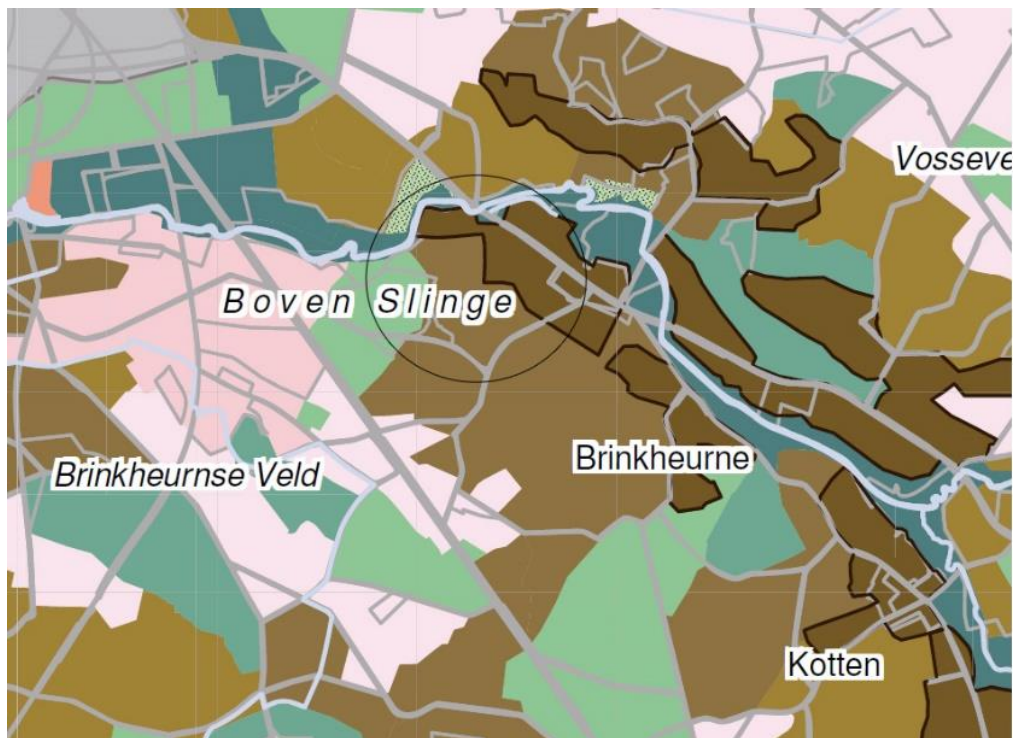 Vosseve
Boven Slinge
Brinkheurne
Brinkheurnse Veld
Kotten